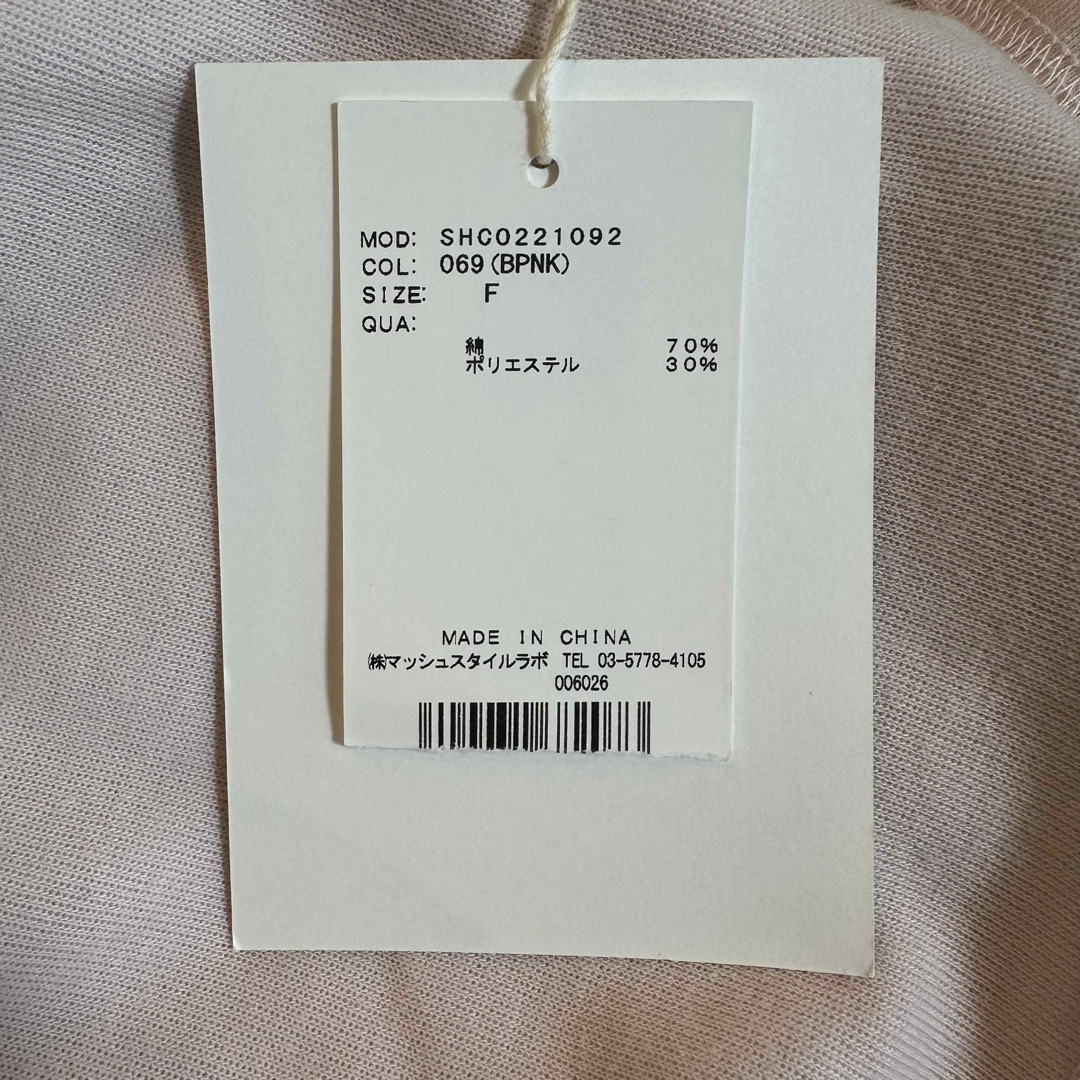 MOD: SHC0221092
COL: 069(BPNK)
SIZE: F
QUA:
綿 70%
ポリエステル 30%
MADE IN CHINA
㈱マッシュスタイルラボ TEL 03-5778-4105
006026